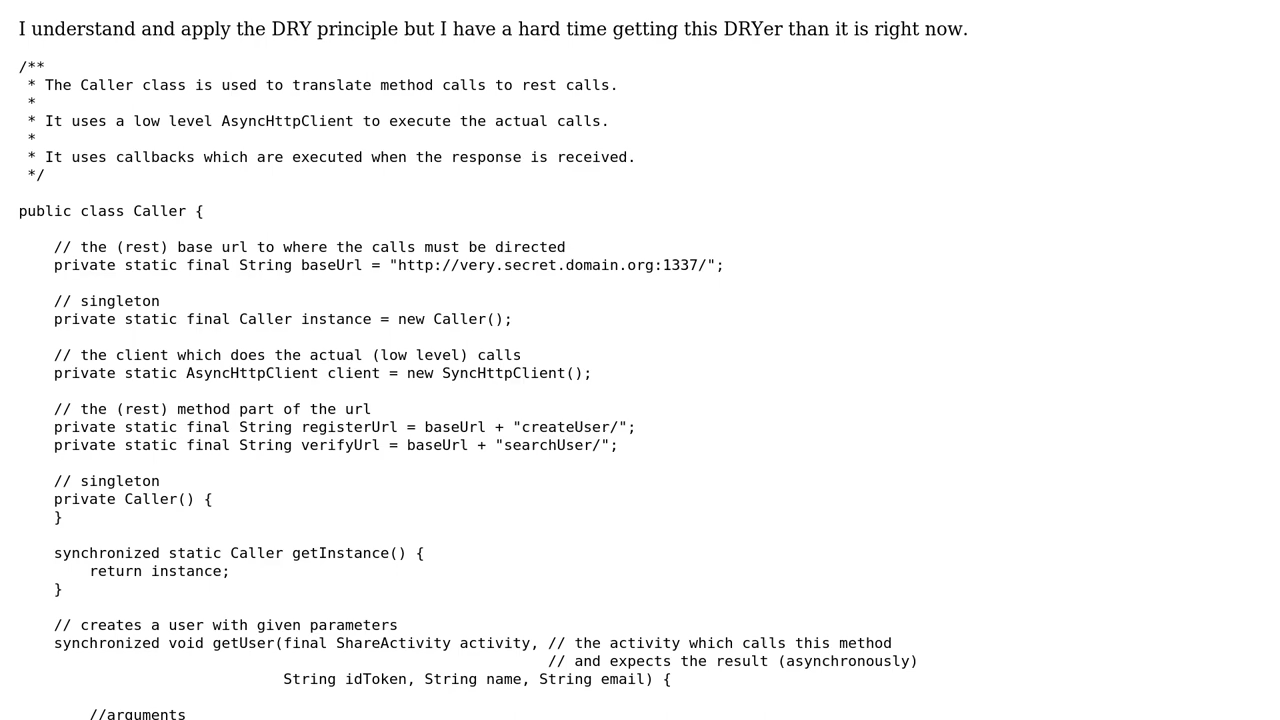 I understand and apply the DRY principle but I have a hard time getting this DRYer than it is right now.
/**
 * The Caller class is used to translate method calls to rest calls.
 *
 * It uses a low level AsyncHttpClient to execute the actual calls.
 *
 * It uses callbacks which are executed when the response is received.
 */
public class Caller {
    // the (rest) base url to where the calls must be directed
    private static final String baseUrl = "http://very.secret.domain.org:1337/";
    // singleton
    private static final Caller instance = new Caller();
    // the client which does the actual (low level) calls
    private static AsyncHttpClient client = new SyncHttpClient();
    // the (rest) method part of the url
    private static final String registerUrl = baseUrl + "createUser/";
    private static final String verifyUrl = baseUrl + "searchUser/";
    // singleton
    private Caller() {
    }
    synchronized static Caller getInstance() {
        return instance;
    }
    // creates a user with given parameters
    synchronized void getUser(final ShareActivity activity, // the activity which calls this method
                                                            // and expects the result (asynchronously)
                              String idToken, String name, String email) {
        //arguments